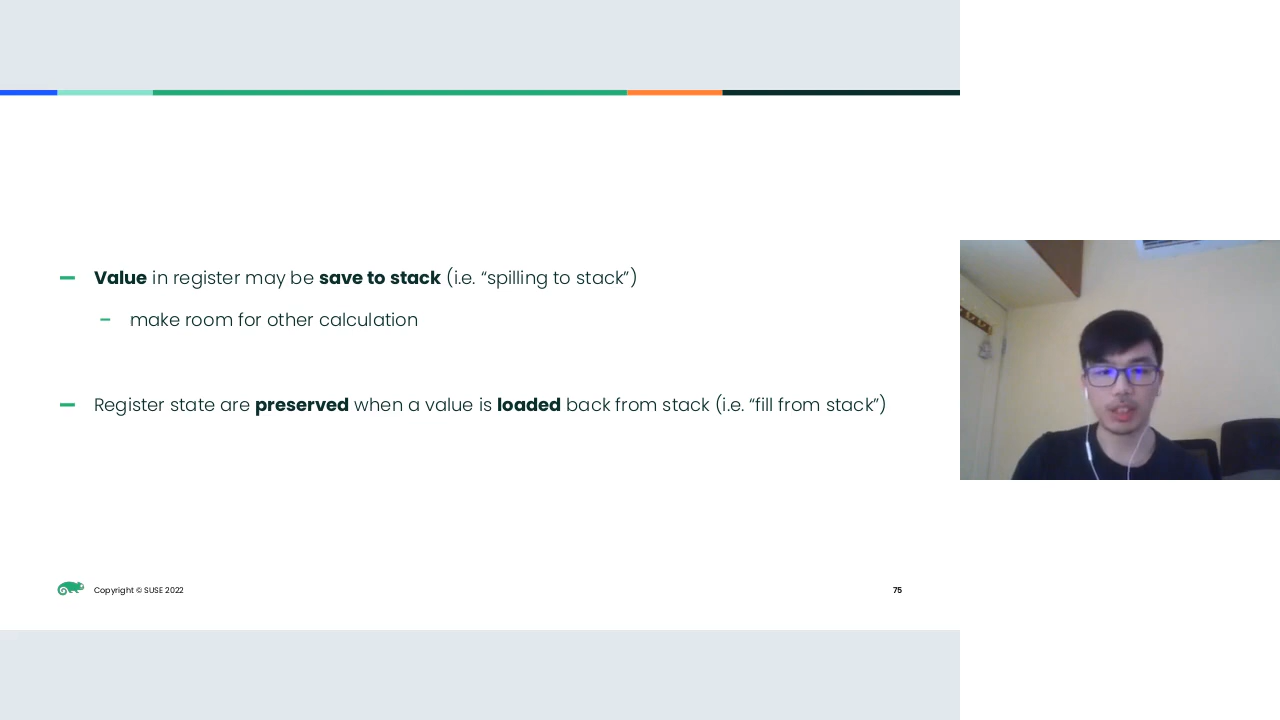 Value in register may be save to stack (i.e. “spilling to stack”)
make room for other calculation
Register state are preserved when a value is loaded back from stack (i.e. “fill from stack”)
Copyright © SUSE 2022
75